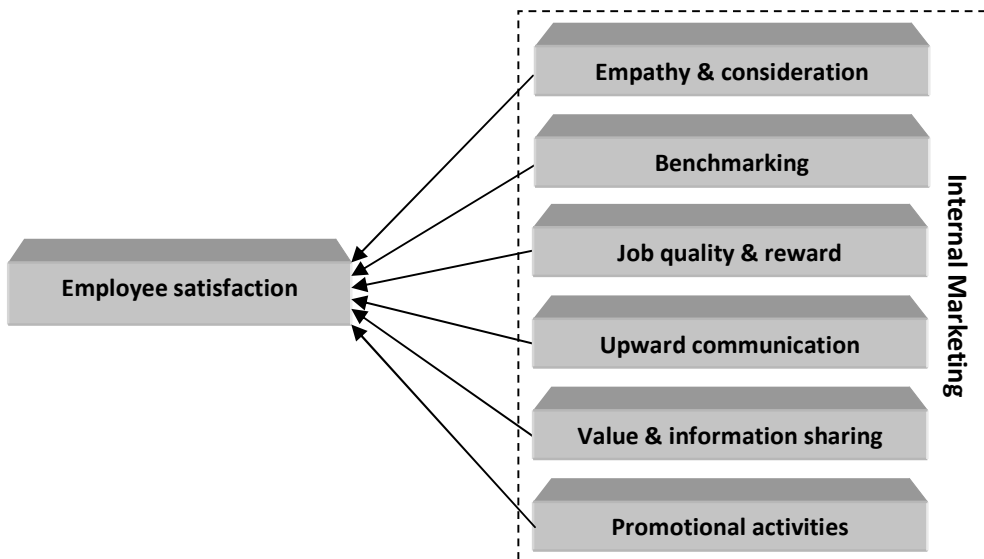 Empathy & consideration
Benchmarking
Job quality & reward
Employee satisfaction
Upward communication
Value & information sharing
Promotional activities
Internal Marketing